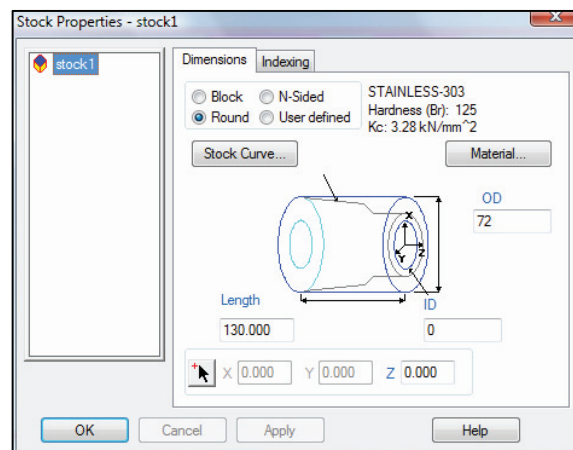 Stock Properties - stock1
stock1
Dimensions Indexing
Block N-Sided
Round User defined
STAINLESS-303
Hardness (Br): 125
Kc: 3.28 kN/mm^2
Stock Curve...
Material...
OD
72
X
Y
Z
Length
130.000
ID
0
X 0.000 Y 0.000 Z 0.000
OK Cancel Apply Help